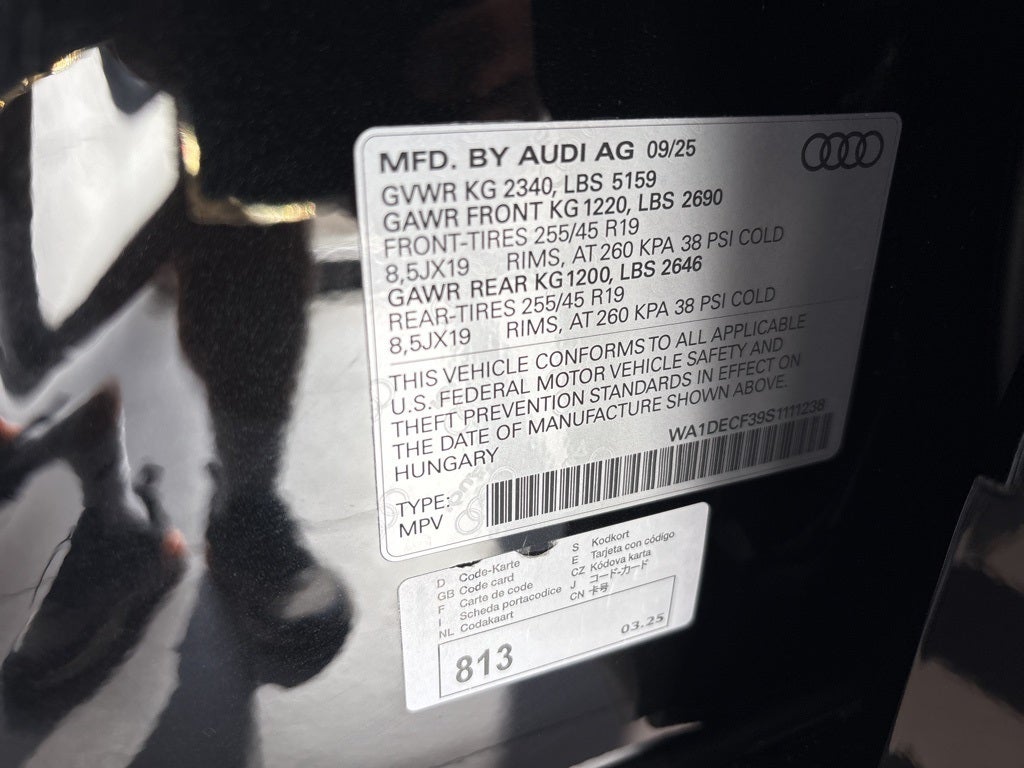 MFD. BY AUDI AG 09/25
GVWR KG 2340, LBS 5159
GAWR FRONT KG 1220, LBS 2690
FRONT-TIRES 255/45 R19
8,5JX19 RIMS, AT 260 KPA 38 PSI COLD
GAWR REAR KG 1200, LBS 2646
REAR-TIRES 255/45 R19
8,5JX19 RIMS, AT 260 KPA 38 PSI COLD
THIS VEHICLE CONFORMS TO ALL APPLICABLE
U.S. FEDERAL MOTOR VEHICLE SAFETY AND
THEFT PREVENTION STANDARDS IN EFFECT ON
THE DATE OF MANUFACTURE SHOWN ABOVE.
HUNGARY
WA1DECF39S1111238
TYPE:
MPV
D Code-Karte
GB Code card
F Carte de code
I Scheda portacodice
NL Codakaart
S Kodkort
E Tarjeta con código
CZ Kódova karta
J コード-カード
CN 卡号
813
03.25